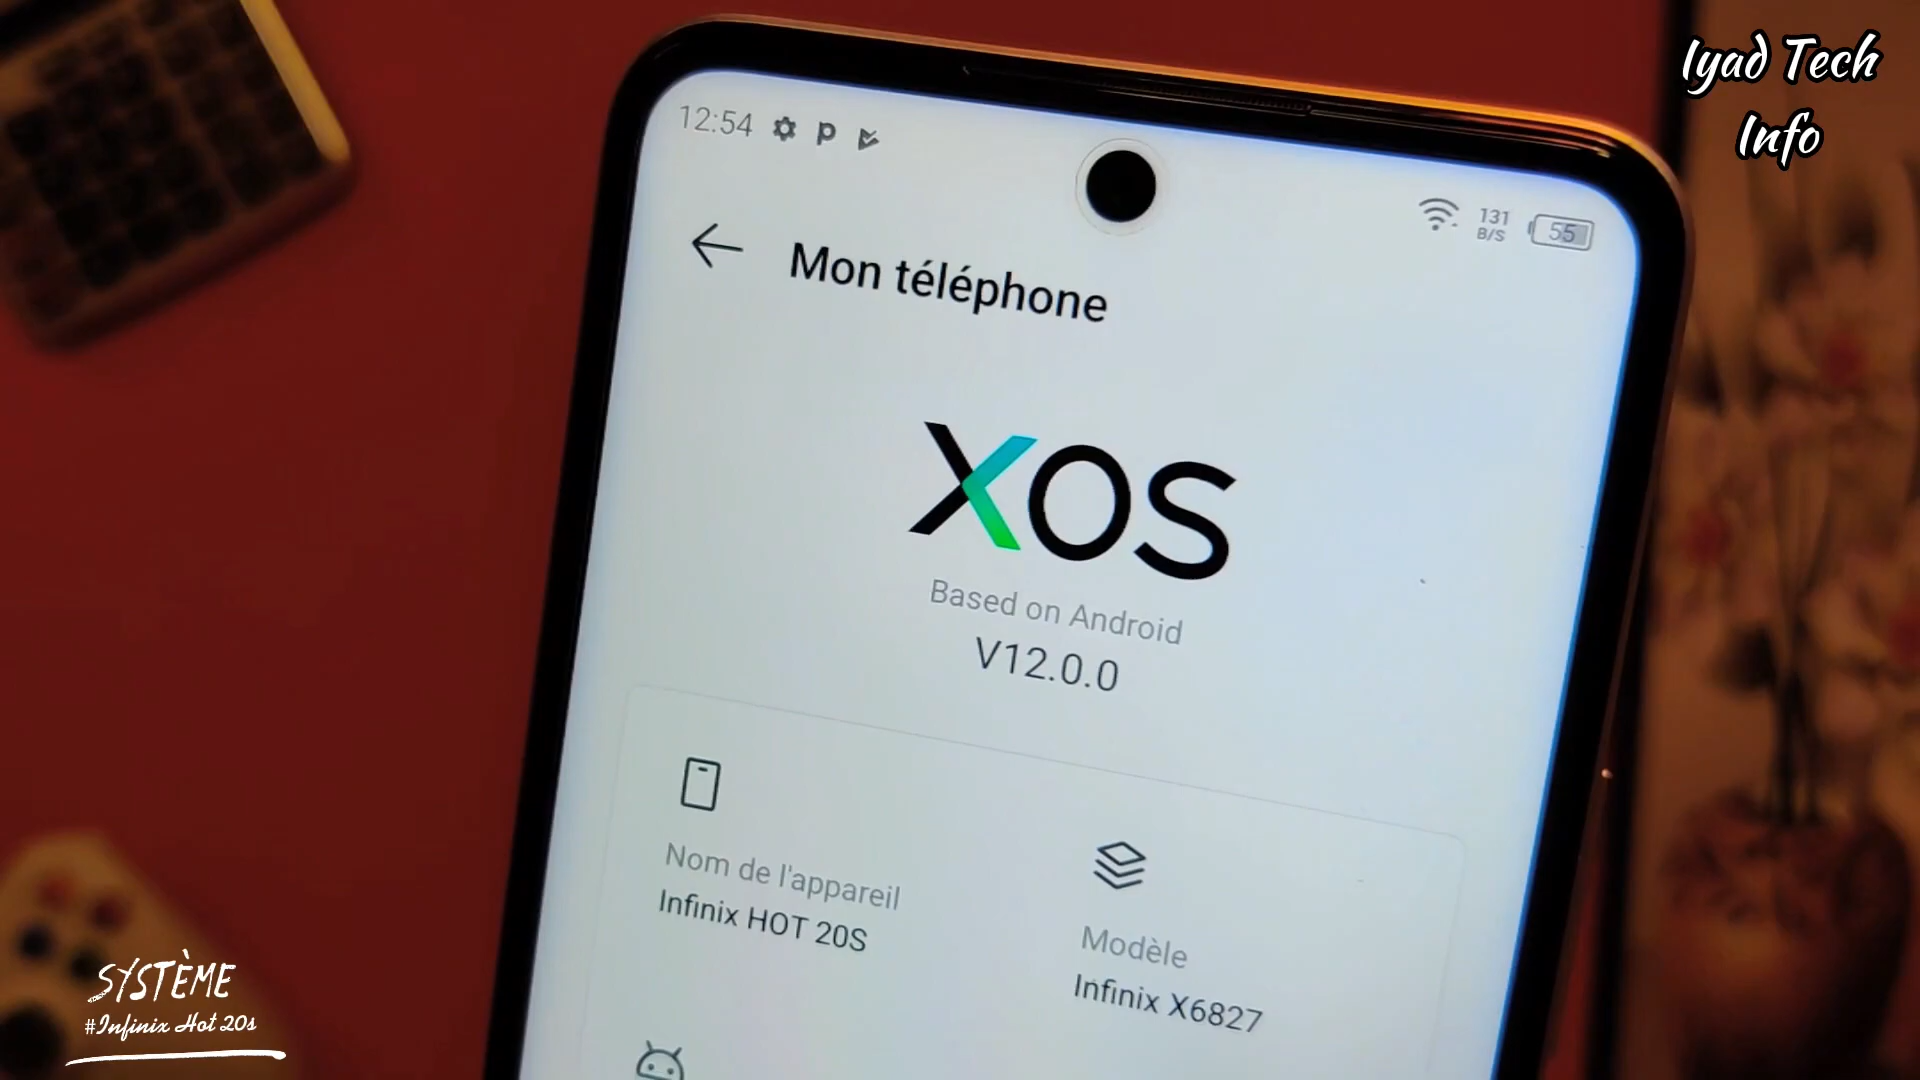 Iyad Tech
Info
12:54
131
B/S
55
Mon téléphone
XOS
Based on Android
V12.0.0
Nom de l'appareil
Infinix HOT 20S
Modèle
Infinix X6827
SYSTÈME
#Infinix Hot 20s